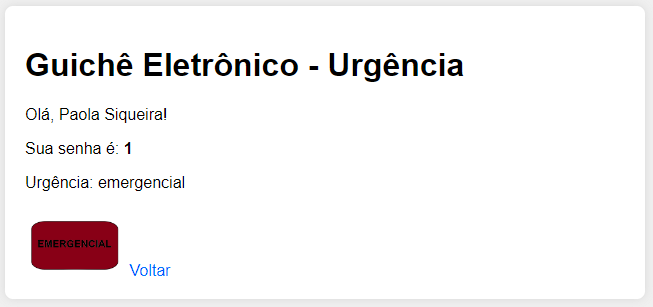 Guichê Eletrônico - Urgência
Olá, Paola Siqueira!
Sua senha é: 1
Urgência: emergencial
EMERGENCIAL
Voltar